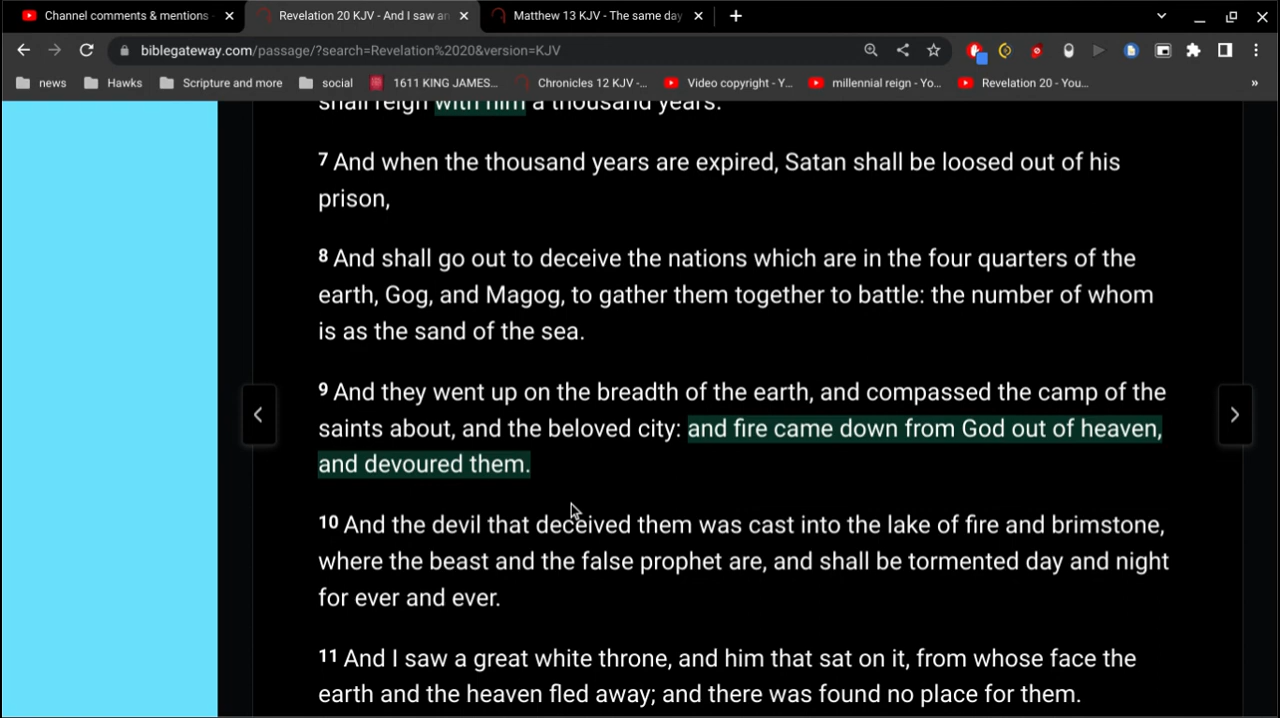 Channel comments & mentions
Revelation 20 KJV - And I saw an
Matthew 13 KJV - The same day
biblegateway.com/passage/?search=Revelation%2020&version=KJV
news
Hawks
Scripture and more
social
1611 KING JAMES...
Chronicles 12 KJV -...
Video copyright - Y...
millennial reign - Yo...
Revelation 20 - You...
»
shall reign with him a thousand years.
7 And when the thousand years are expired, Satan shall be loosed out of his
prison,
8 And shall go out to deceive the nations which are in the four quarters of the
earth, Gog, and Magog, to gather them together to battle: the number of whom
is as the sand of the sea.
9 And they went up on the breadth of the earth, and compassed the camp of the
saints about, and the beloved city: and fire came down from God out of heaven,
and devoured them.
10 And the devil that deceived them was cast into the lake of fire and brimstone,
where the beast and the false prophet are, and shall be tormented day and night
for ever and ever.
11 And I saw a great white throne, and him that sat on it, from whose face the
earth and the heaven fled away; and there was found no place for them.